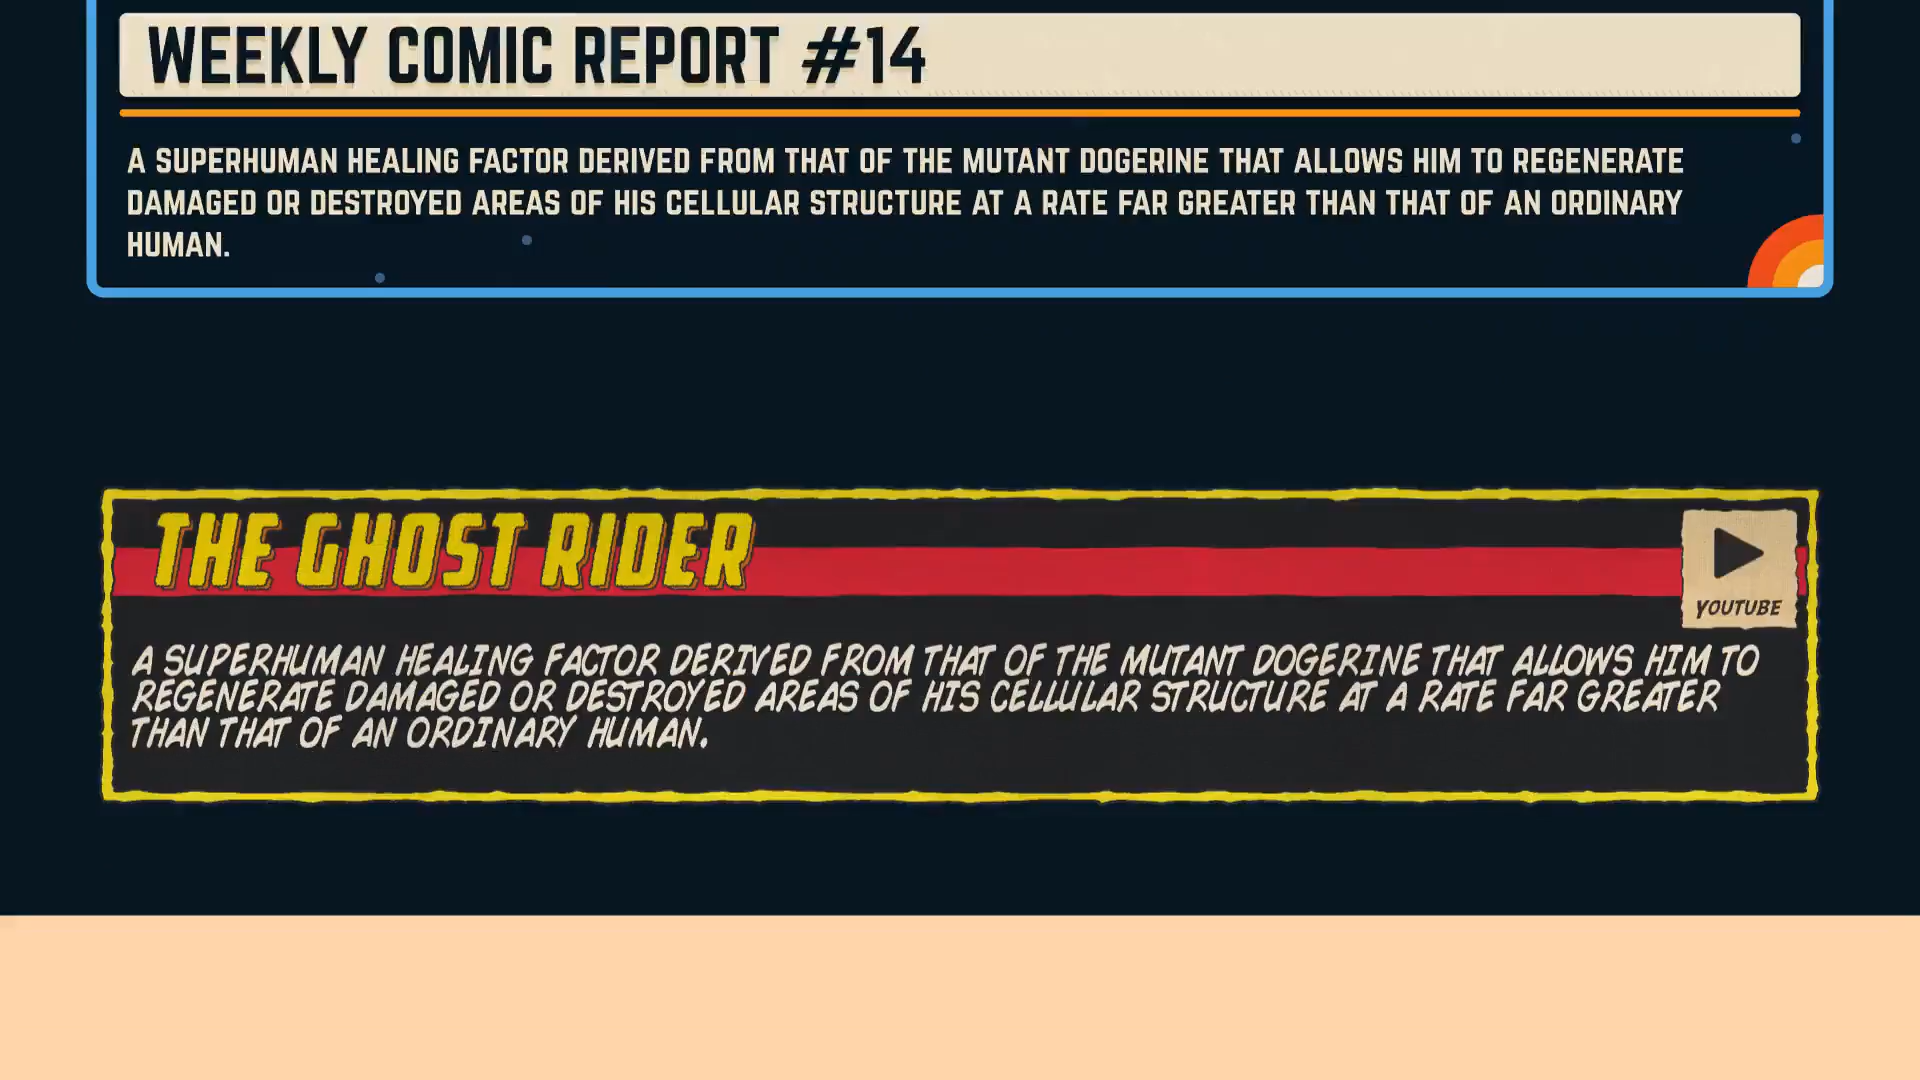 WEEKLY COMIC REPORT #14
A SUPERHUMAN HEALING FACTOR DERIVED FROM THAT OF THE MUTANT DOGERINE THAT ALLOWS HIM TO REGENERATE
DAMAGED OR DESTROYED AREAS OF HIS CELLULAR STRUCTURE AT A RATE FAR GREATER THAN THAT OF AN ORDINARY
HUMAN.
THE GHOST RIDER
YOUTUBE
A SUPERHUMAN HEALING FACTOR DERIVED FROM THAT OF THE MUTANT DOGERINE THAT ALLOWS HIM TO
REGENERATE DAMAGED OR DESTROYED AREAS OF HIS CELLULAR STRUCTURE AT A RATE FAR GREATER
THAN THAT OF AN ORDINARY HUMAN.